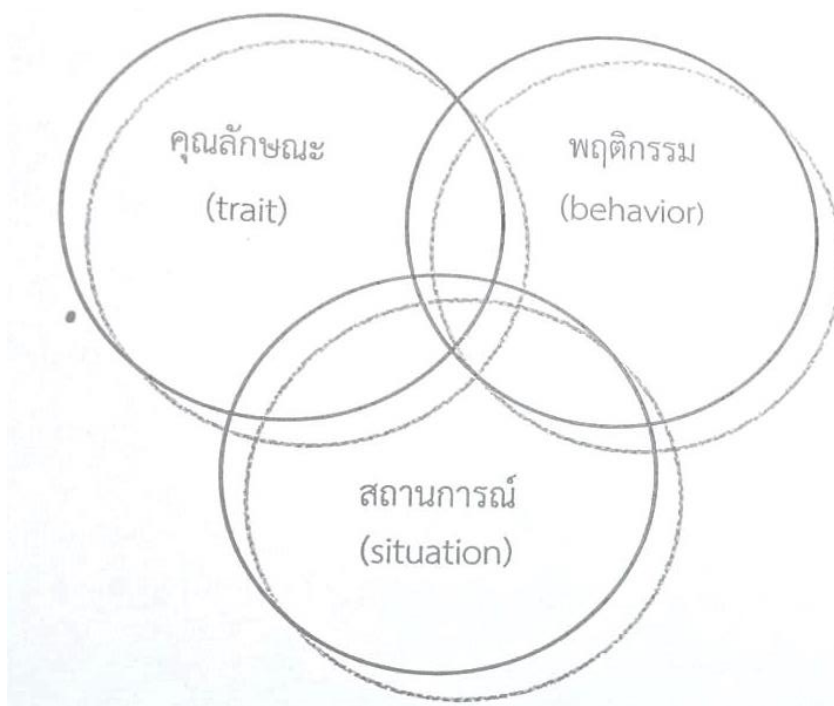 คุณลักษณะ
(trait)
พฤติกรรม
(behavior)
สถานการณ์
(situation)